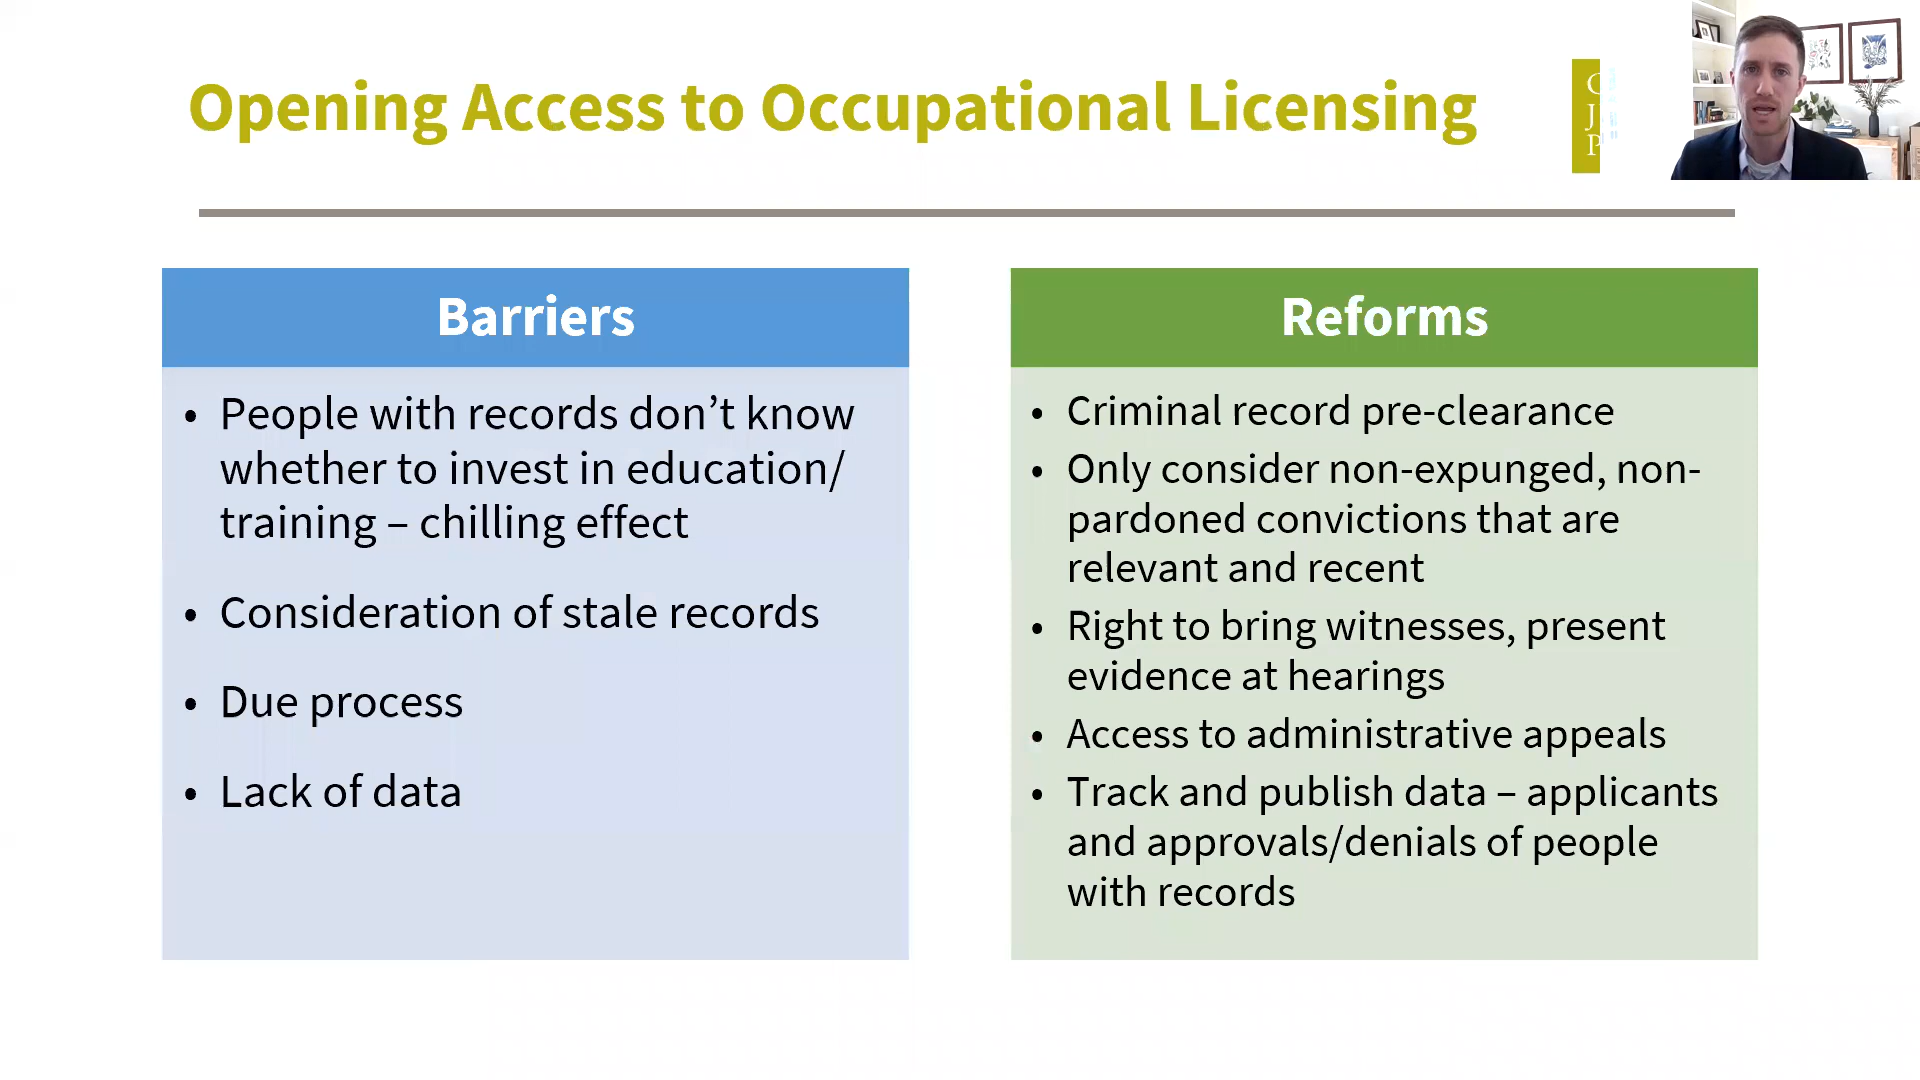 Opening Access to Occupational Licensing
C
J
P
Barriers
• People with records don’t know
whether to invest in education/
training – chilling effect
• Consideration of stale records
• Due process
• Lack of data
Reforms
• Criminal record pre-clearance
• Only consider non-expunged, non-
pardoned convictions that are
relevant and recent
• Right to bring witnesses, present
evidence at hearings
• Access to administrative appeals
• Track and publish data – applicants
and approvals/denials of people
with records